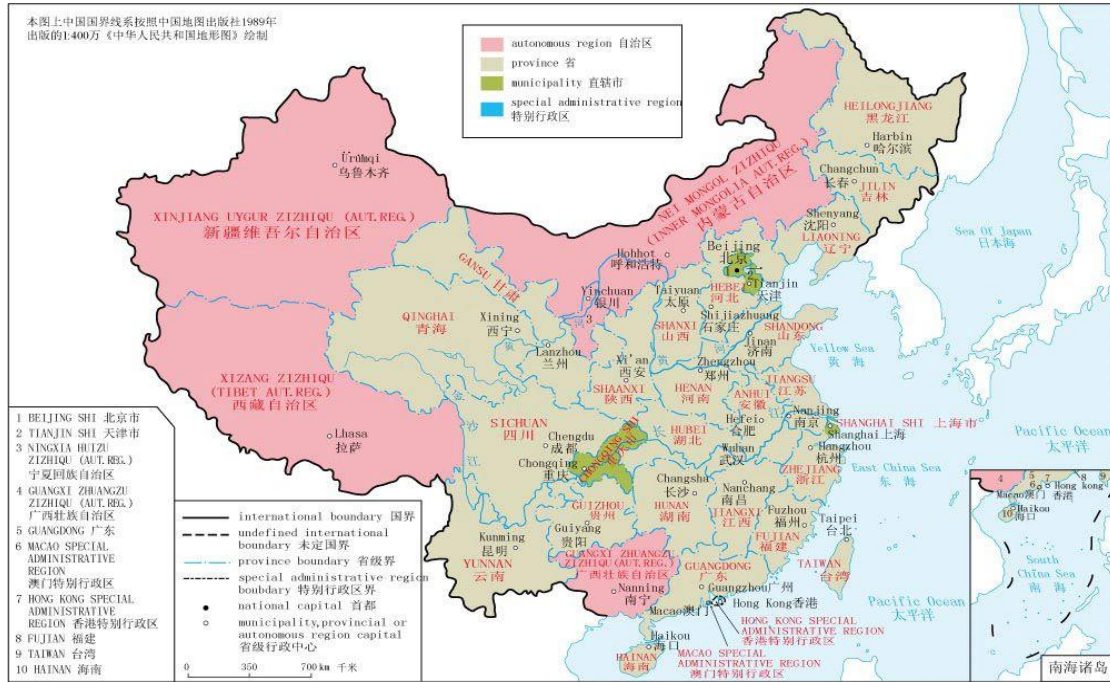 本图上中国国界线系按照中国地图出版社1989年
出版的1:400万《中华人民共和国地形图》绘制
autonomous region 自治区
province 省
municipality 直辖市
special administrative region
特别行政区
HEILONGJIANG
黑龙江
Harbin
哈尔滨
Changchun
长春
JILIN
吉林
Shenyang
沈阳
LIAONING
辽宁
NEI MONGOL ZIZHIQU
(INNER MONGOLIA AUT.REG.)
内蒙古自治区
Ürümqi
乌鲁木齐
XINJIANG UYGUR ZIZHIQU (AUT.REG.)
新疆维吾尔自治区
Sea Of Japan
日本海
Hohhot
呼和浩特
Beijing
北京
Tianjin
天津
HEBEI
河北
GANSU 甘肃
Yinchuan
银川
3
Taiyuan
太原
Shijiazhuang
石家庄
QINGHAI
青海
Xining
西宁
SHANXI
山西
SHANDONG
山东
Jinan
济南
Yellow Sea
黄 海
Lanzhou
兰州
Xi'an
西安
Zhengzhou
郑州
SHAANXI
陕西
HENAN
河南
JIANGSU
江苏
ANHUI
安徽
XIZANG ZIZHIQU
(TIBET AUT.REG.)
西藏自治区
Lhasa
拉萨
SICHUAN
四川
Chengdu
成都
Chongqing
重庆
CHONGQING SHI
HUBEI
湖北
Hefei
合肥
Nanjing
南京
SHANGHAI SHI 上海市
Shanghai上海
Wuhan
武汉
Hangzhou
杭州
ZHEJIANG
浙江
East China Sea
东 海
Pacific Ocean
太平洋
Changsha
长沙
Nanchang
南昌
HUNAN
湖南
JIANGXI
江西
GUIZHOU
贵州
Guiyang
贵阳
Fuzhou
福州
FUJIAN
福建
Taipei
台北
TAIWAN
台湾
Kunming
昆明
YUNNAN
云南
GUANGXI ZHUANGZU
ZIZHIQU (AUT.REG.)
广西壮族自治区
Nanning
南宁
GUANGDONG
广东
Guangzhou广州
Macao澳门
Hong Kong香港
HONG KONG SPECIAL
ADMINISTRATIVE REGION
香港特别行政区
MACAO SPECIAL
ADMINISTRATIVE REGION
澳门特别行政区
Haikou
海口
HAINAN
海南
Pacific Ocean
太平洋
1 BEIJING SHI 北京市
2 TIANJIN SHI 天津市
3 NINGXIA HUIZU
ZIZHIQU (AUT.REG.)
宁夏回族自治区
4 GUANGXI ZHUANGZU
ZIZHIQU (AUT.REG.)
广西壮族自治区
5 GUANGDONG 广东
6 MACAO SPECIAL
ADMINISTRATIVE
REGION
澳门特别行政区
7 HONG KONG SPECIAL
ADMINISTRATIVE
REGION 香港特别行政区
8 FUJIAN 福建
9 TAIWAN 台湾
10 HAINAN 海南
international boundary 国界
undefined international
boundary 未定国界
province boundary 省级界
special administrative region
boubdary 特别行政区界
national capital 首都
municipality,provincial or
autonomous region capital
省级行政中心
0 350 700 km 千米
4
5
6
7
8
9
Hong kong
香港
Macao澳门
10
Haikou
海口
South
China Sea
南 海
南海诸岛